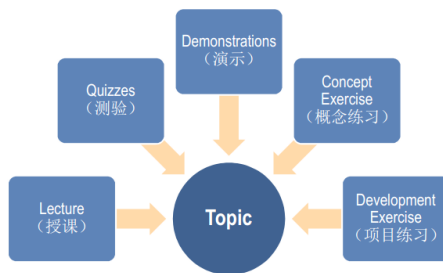 Demonstrations
（演示）
Quizzes
（测验）
Concept
Exercise
（概念练习）
Lecture
（授课）
Topic
Development
Exercise
（项目练习）